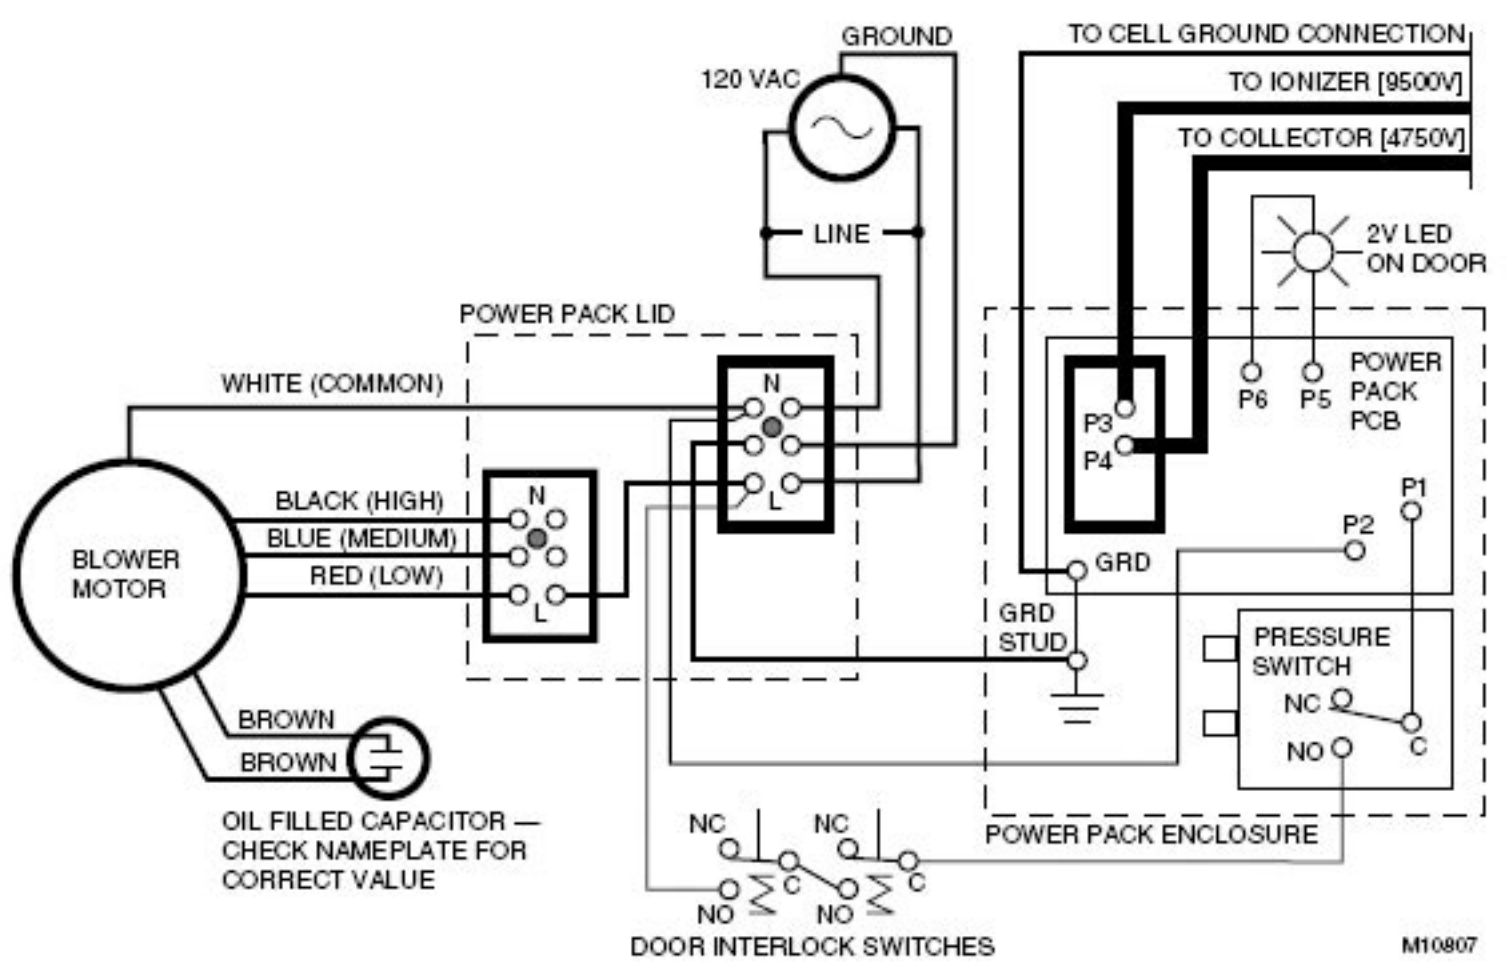 GROUND
TO CELL GROUND CONNECTION
120 VAC
TO IONIZER [9500V]
TO COLLECTOR [4750V]
LINE
2V LED
ON DOOR
POWER PACK LID
WHITE (COMMON)
N
P6
P5
POWER
PACK
PCB
P3
P4
BLACK (HIGH)
N
L
P1
BLUE (MEDIUM)
P2
BLOWER
MOTOR
RED (LOW)
L
GRD
GRD
STUD
PRESSURE
SWITCH
NC
NO
C
BROWN
BROWN
OIL FILLED CAPACITOR —
CHECK NAMEPLATE FOR
CORRECT VALUE
NC
NC
POWER PACK ENCLOSURE
C
C
NO
NO
DOOR INTERLOCK SWITCHES
M10807